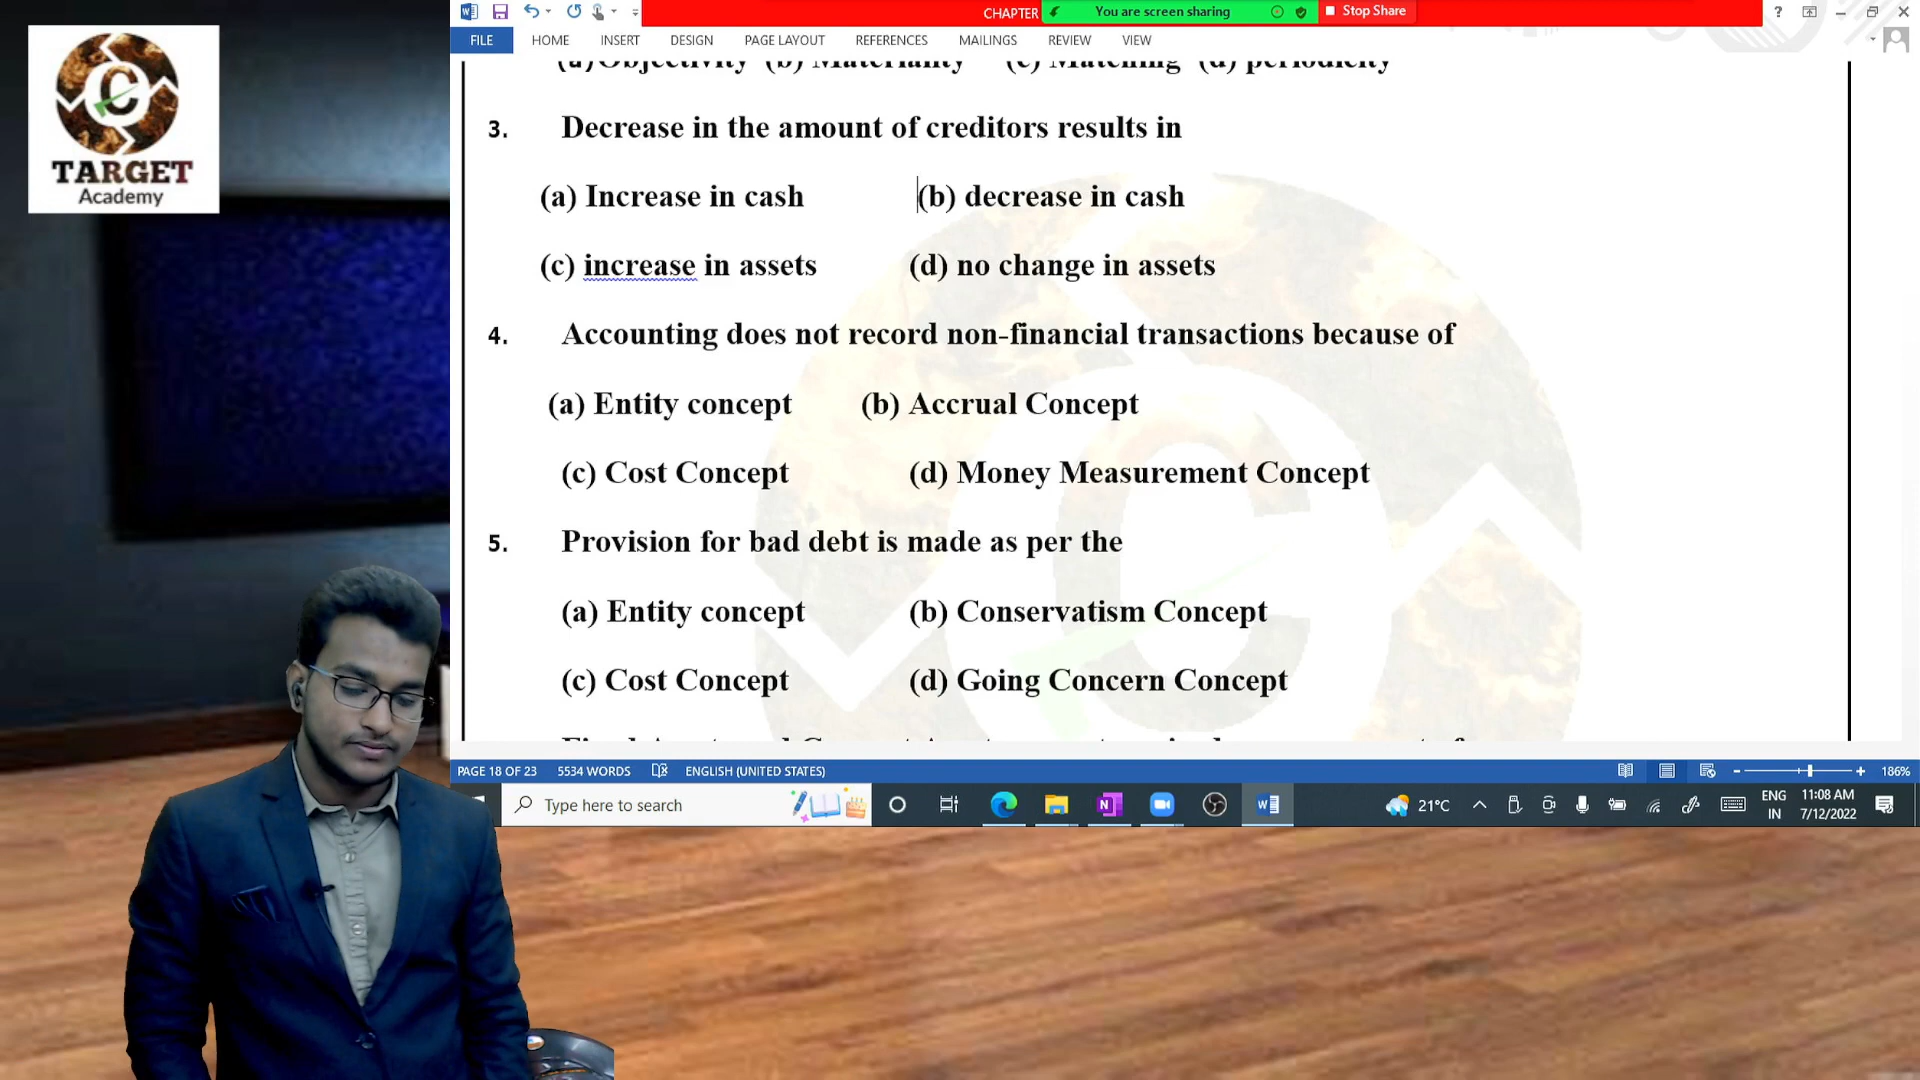 CHAPTER
You are screen sharing
Stop Share
?
FILE
HOME
INSERT
DESIGN
PAGE LAYOUT
REFERENCES
MAILINGS
REVIEW
VIEW
C
TARGET
Academy
(a) Objectivity (b) Materiality (c) Matching (d) periodicity
3. Decrease in the amount of creditors results in
(a) Increase in cash (b) decrease in cash
(c) increase in assets (d) no change in assets
4. Accounting does not record non-financial transactions because of
(a) Entity concept (b) Accrual Concept
(c) Cost Concept (d) Money Measurement Concept
5. Provision for bad debt is made as per the
(a) Entity concept (b) Conservatism Concept
(c) Cost Concept (d) Going Concern Concept
PAGE 18 OF 23
5534 WORDS
ENGLISH (UNITED STATES)
186%
Type here to search
21°C
ENG
IN
11:08 AM
7/12/2022